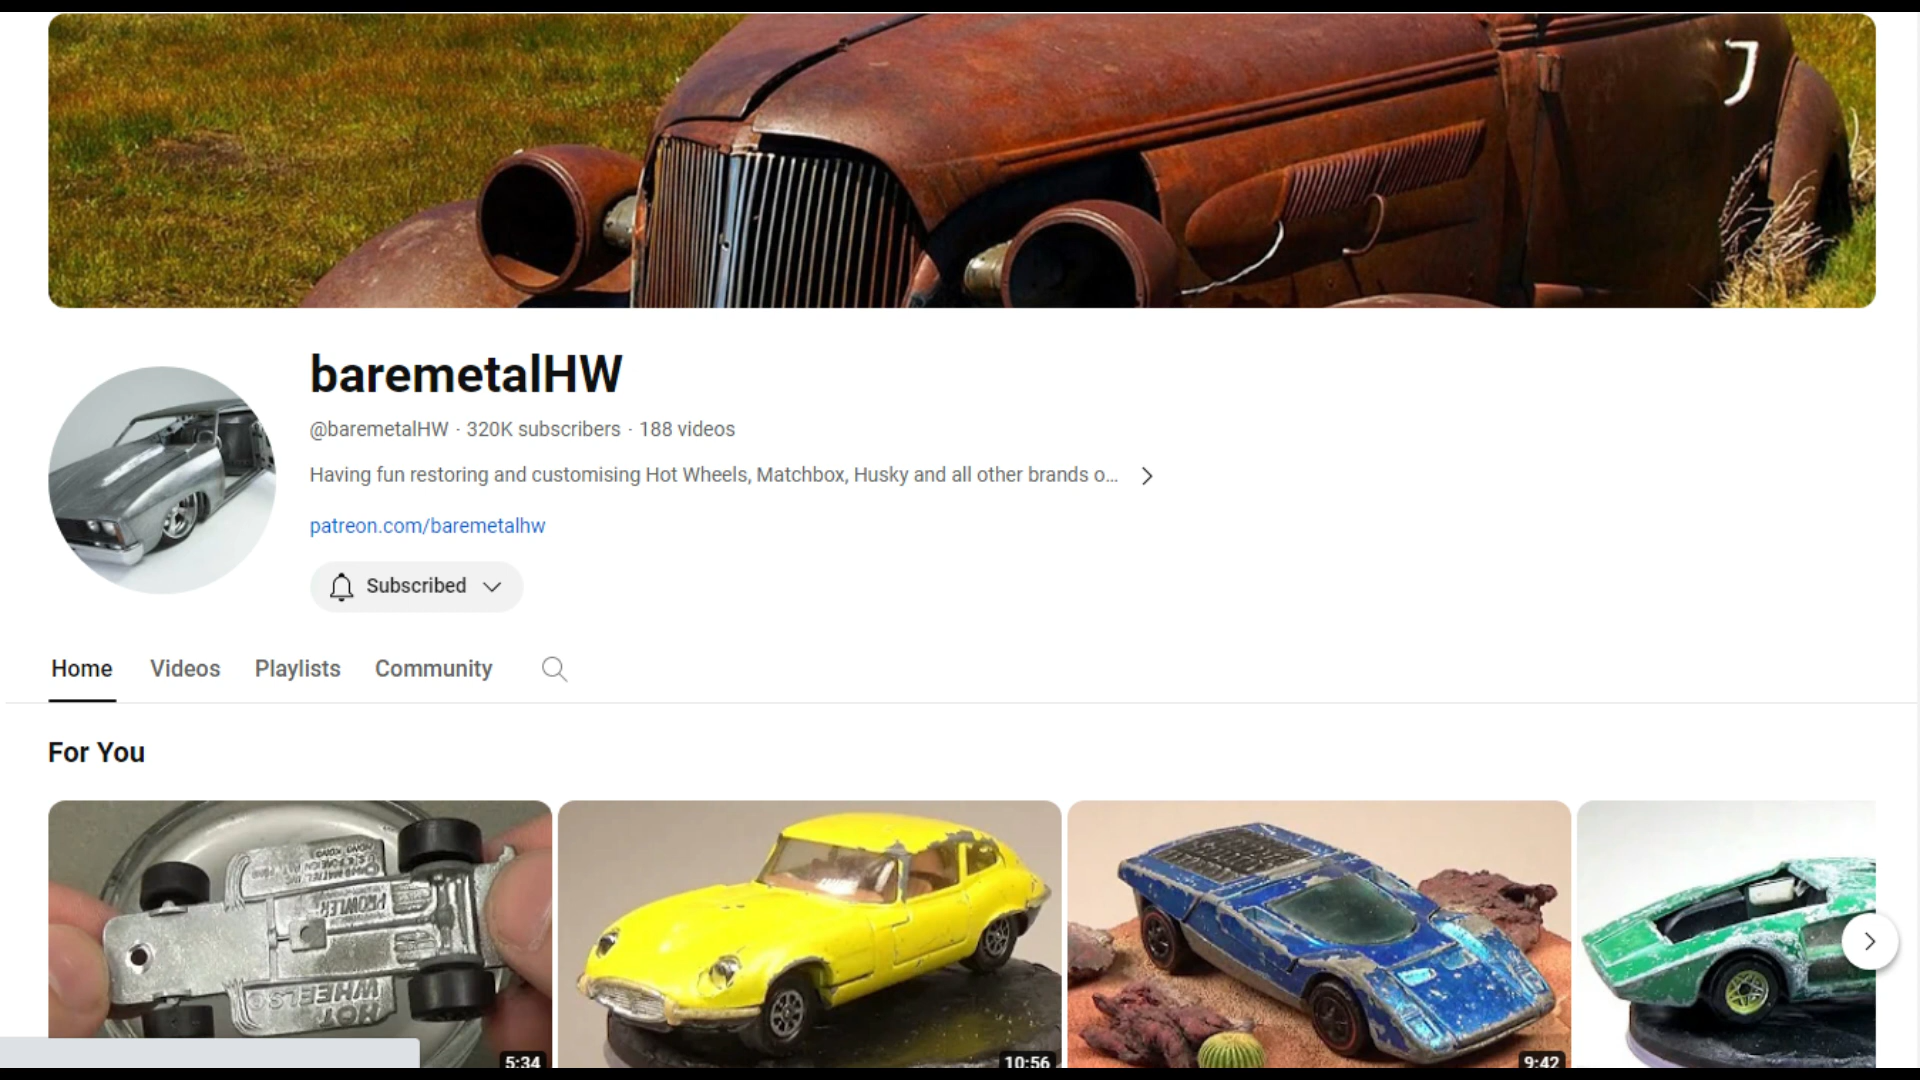 baremetalHW
@baremetalHW · 320K subscribers · 188 videos
Having fun restoring and customising Hot Wheels, Matchbox, Husky and all other brands o...
patreon.com/baremetalhw
Subscribed
Home Videos Playlists Community
For You
PROWLER
HOT WHEELS
HONG KONG
5:34
10:56
9:42